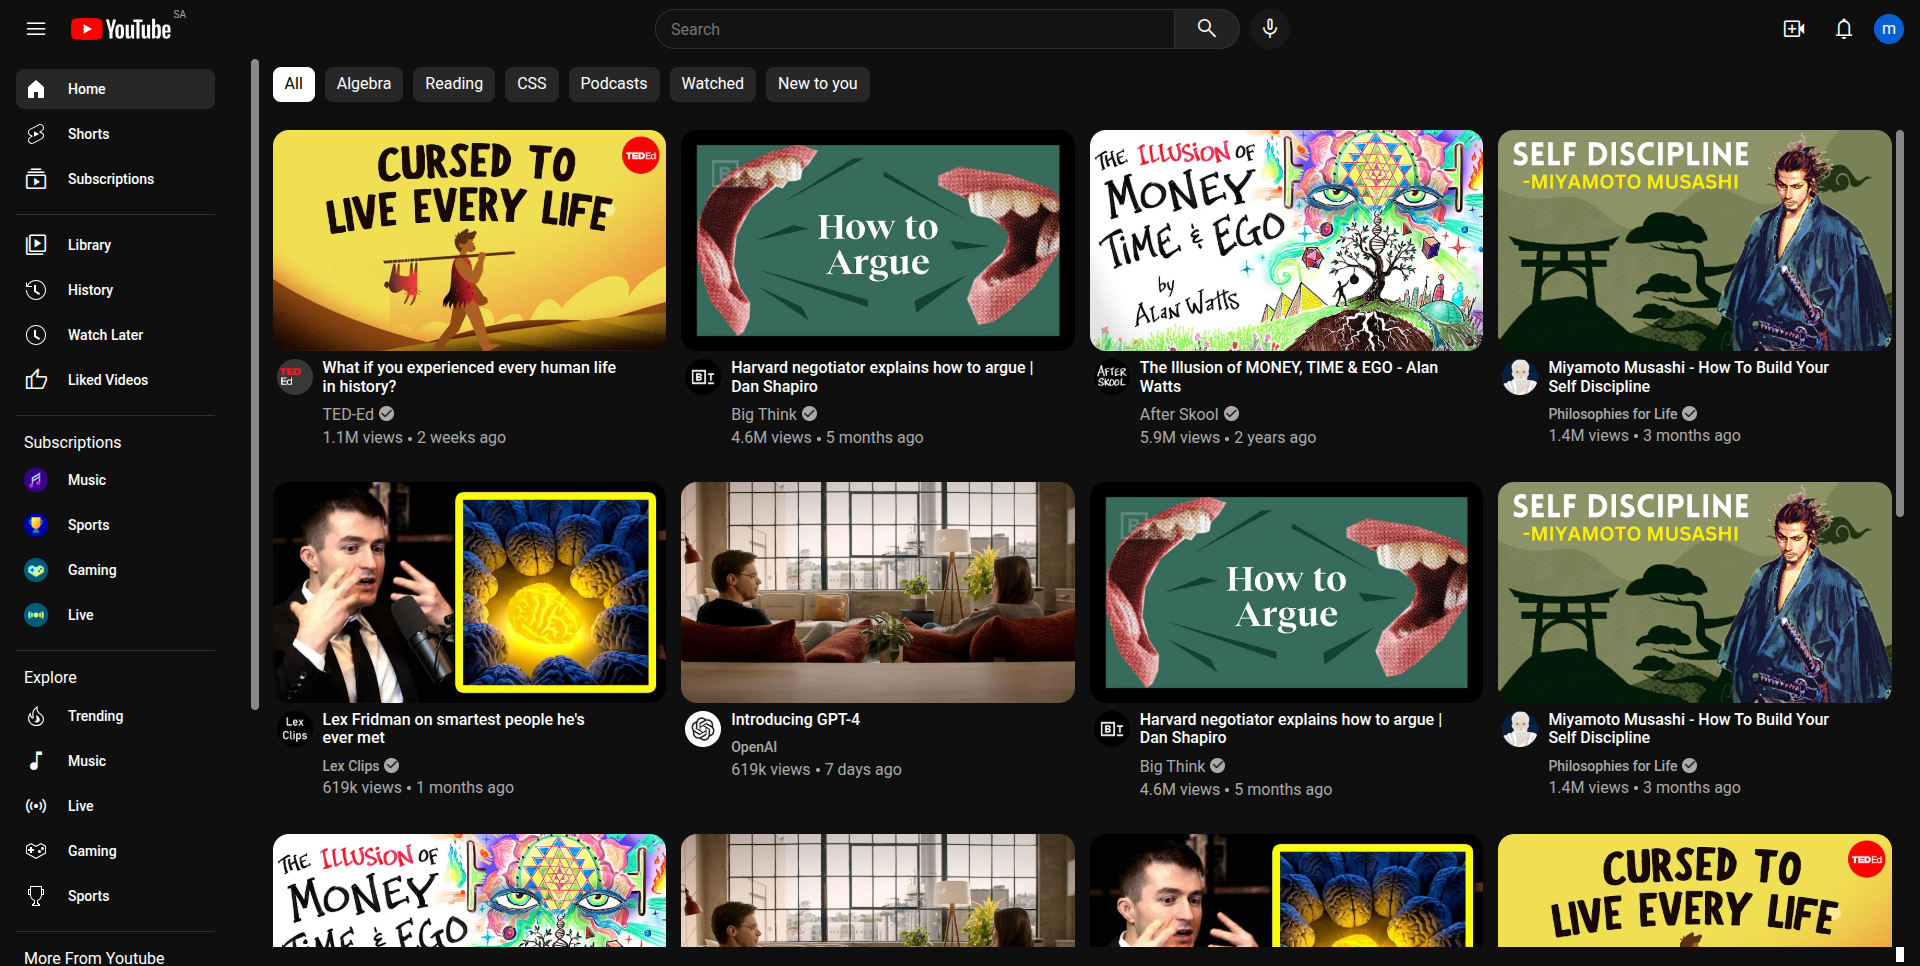 YouTube SA
Search
m
Home
Shorts
Subscriptions
Library
History
Watch Later
Liked Videos
Subscriptions
Music
Sports
Gaming
Live
Explore
Trending
Music
Live
Gaming
Sports
More From Youtube
All
Algebra
Reading
CSS
Podcasts
Watched
New to you
CURSED TO
LIVE EVERY LIFE
TEDEd
TED
Ed
What if you experienced every human life
in history?
TED-Ed
1.1M views • 2 weeks ago
How to
Argue
Harvard negotiator explains how to argue |
Dan Shapiro
Big Think
4.6M views • 5 months ago
THE ILLUSION OF
MONEY
TIME & EGO
by
ALAN WATTS
AFTER
SKOOL
The Illusion of MONEY, TIME & EGO - Alan
Watts
After Skool
5.9M views • 2 years ago
SELF DISCIPLINE
-MIYAMOTO MUSASHI
Miyamoto Musashi - How To Build Your
Self Discipline
Philosophies for Life
1.4M views • 3 months ago
Lex
Clips
Lex Fridman on smartest people he's
ever met
Lex Clips
619k views • 1 months ago
Introducing GPT-4
OpenAI
619k views • 7 days ago
How to
Argue
Harvard negotiator explains how to argue |
Dan Shapiro
Big Think
4.6M views • 5 months ago
SELF DISCIPLINE
-MIYAMOTO MUSASHI
Miyamoto Musashi - How To Build Your
Self Discipline
Philosophies for Life
1.4M views • 3 months ago
THE ILLUSION OF
MONEY
TIME & EGO
CURSED TO
LIVE EVERY LIFE
TEDEd